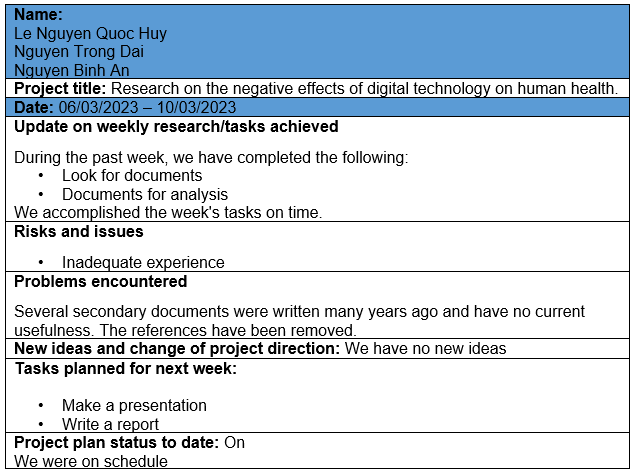 Name:
Le Nguyen Quoc Huy
Nguyen Trong Dai
Nguyen Binh An
Project title: Research on the negative effects of digital technology on human health.
Date: 06/03/2023 – 10/03/2023
Update on weekly research/tasks achieved
During the past week, we have completed the following:
• Look for documents
• Documents for analysis
We accomplished the week's tasks on time.
Risks and issues
• Inadequate experience
Problems encountered
Several secondary documents were written many years ago and have no current
usefulness. The references have been removed.
New ideas and change of project direction: We have no new ideas
Tasks planned for next week:
• Make a presentation
• Write a report
Project plan status to date: On
We were on schedule